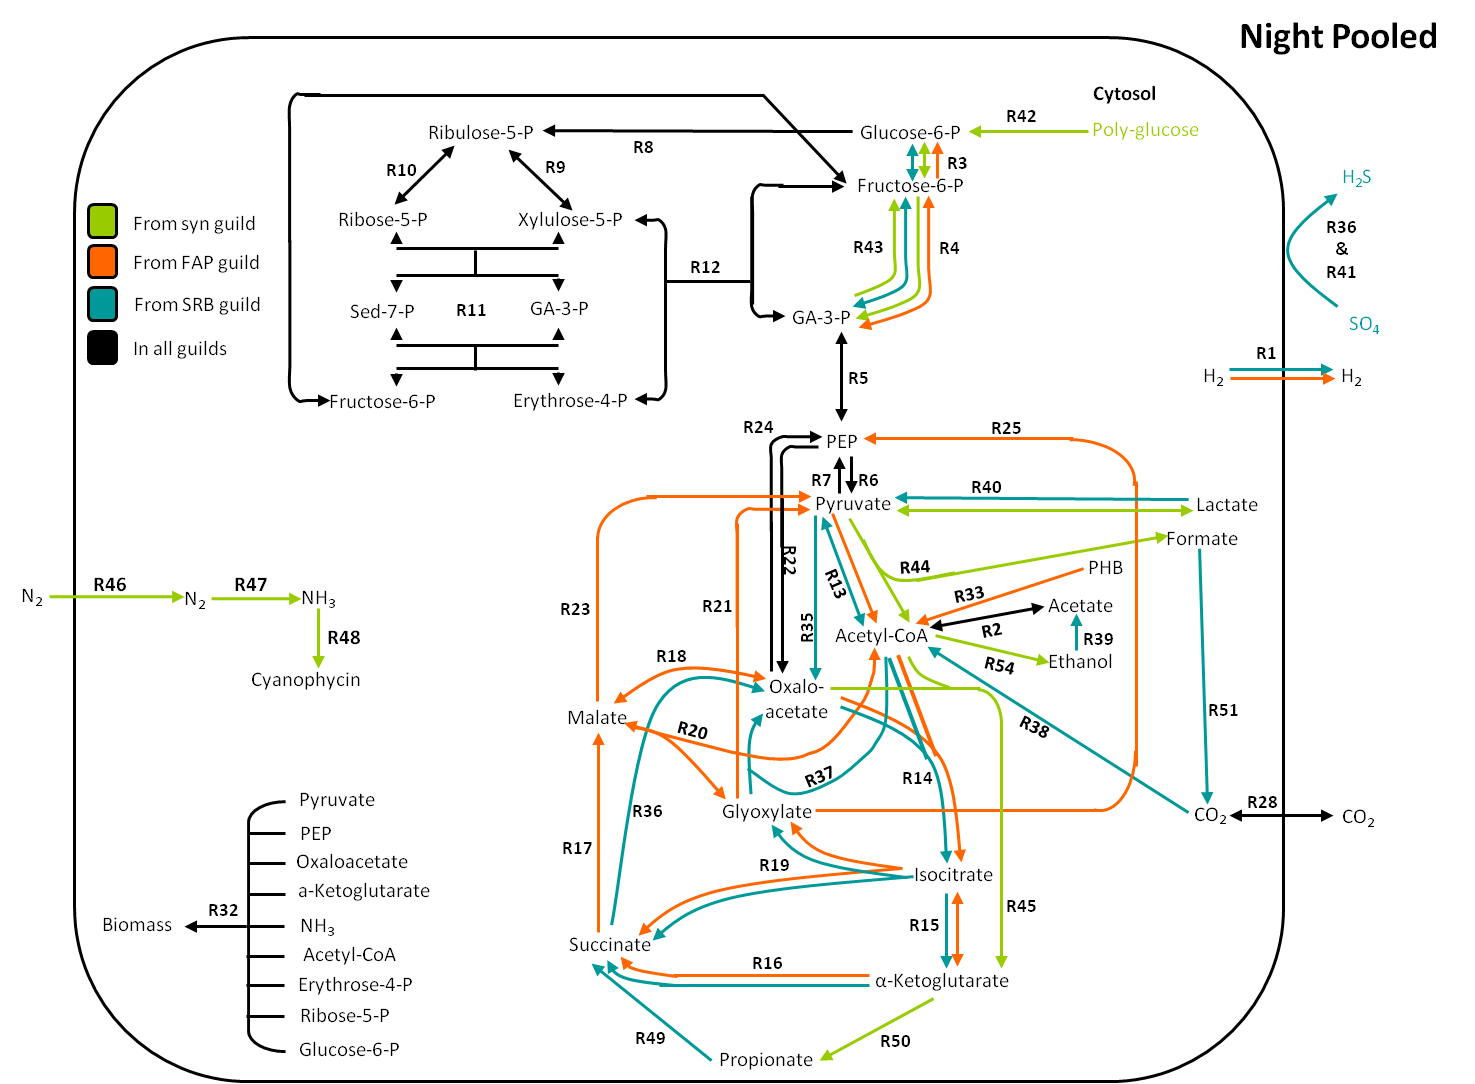 Night Pooled
Cytosol
R42
Poly-glucose
Glucose-6-P
Ribulose-5-P
R8
R3
R10
R9
Fructose-6-P
H2S
Ribose-5-P
Xylulose-5-P
From syn guild
R36
&
R41
R43
R4
From FAP guild
R12
From SRB guild
Sed-7-P
R11
GA-3-P
GA-3-P
SO4
In all guilds
R1
H2
H2
R5
Fructose-6-P
Erythrose-4-P
R24
R25
PEP
R7
R6
R40
Pyruvate
Lactate
Formate
R22
R44
PHB
R13
R46
R47
R33
N2
N2
NH3
R23
R21
Acetate
R48
R35
Acetyl-CoA
R2
R39
R18
R54
Ethanol
Cyanophycin
Oxalo-
acetate
Malate
R51
R20
R38
R37
R14
R28
Pyruvate
R36
Glyoxylate
CO2
CO2
PEP
R17
Oxaloacetate
R19
Isocitrate
a-Ketoglutarate
R32
R45
Biomass
NH3
R15
Succinate
Acetyl-CoA
R16
Erythrose-4-P
α-Ketoglutarate
Ribose-5-P
R49
R50
Glucose-6-P
Propionate